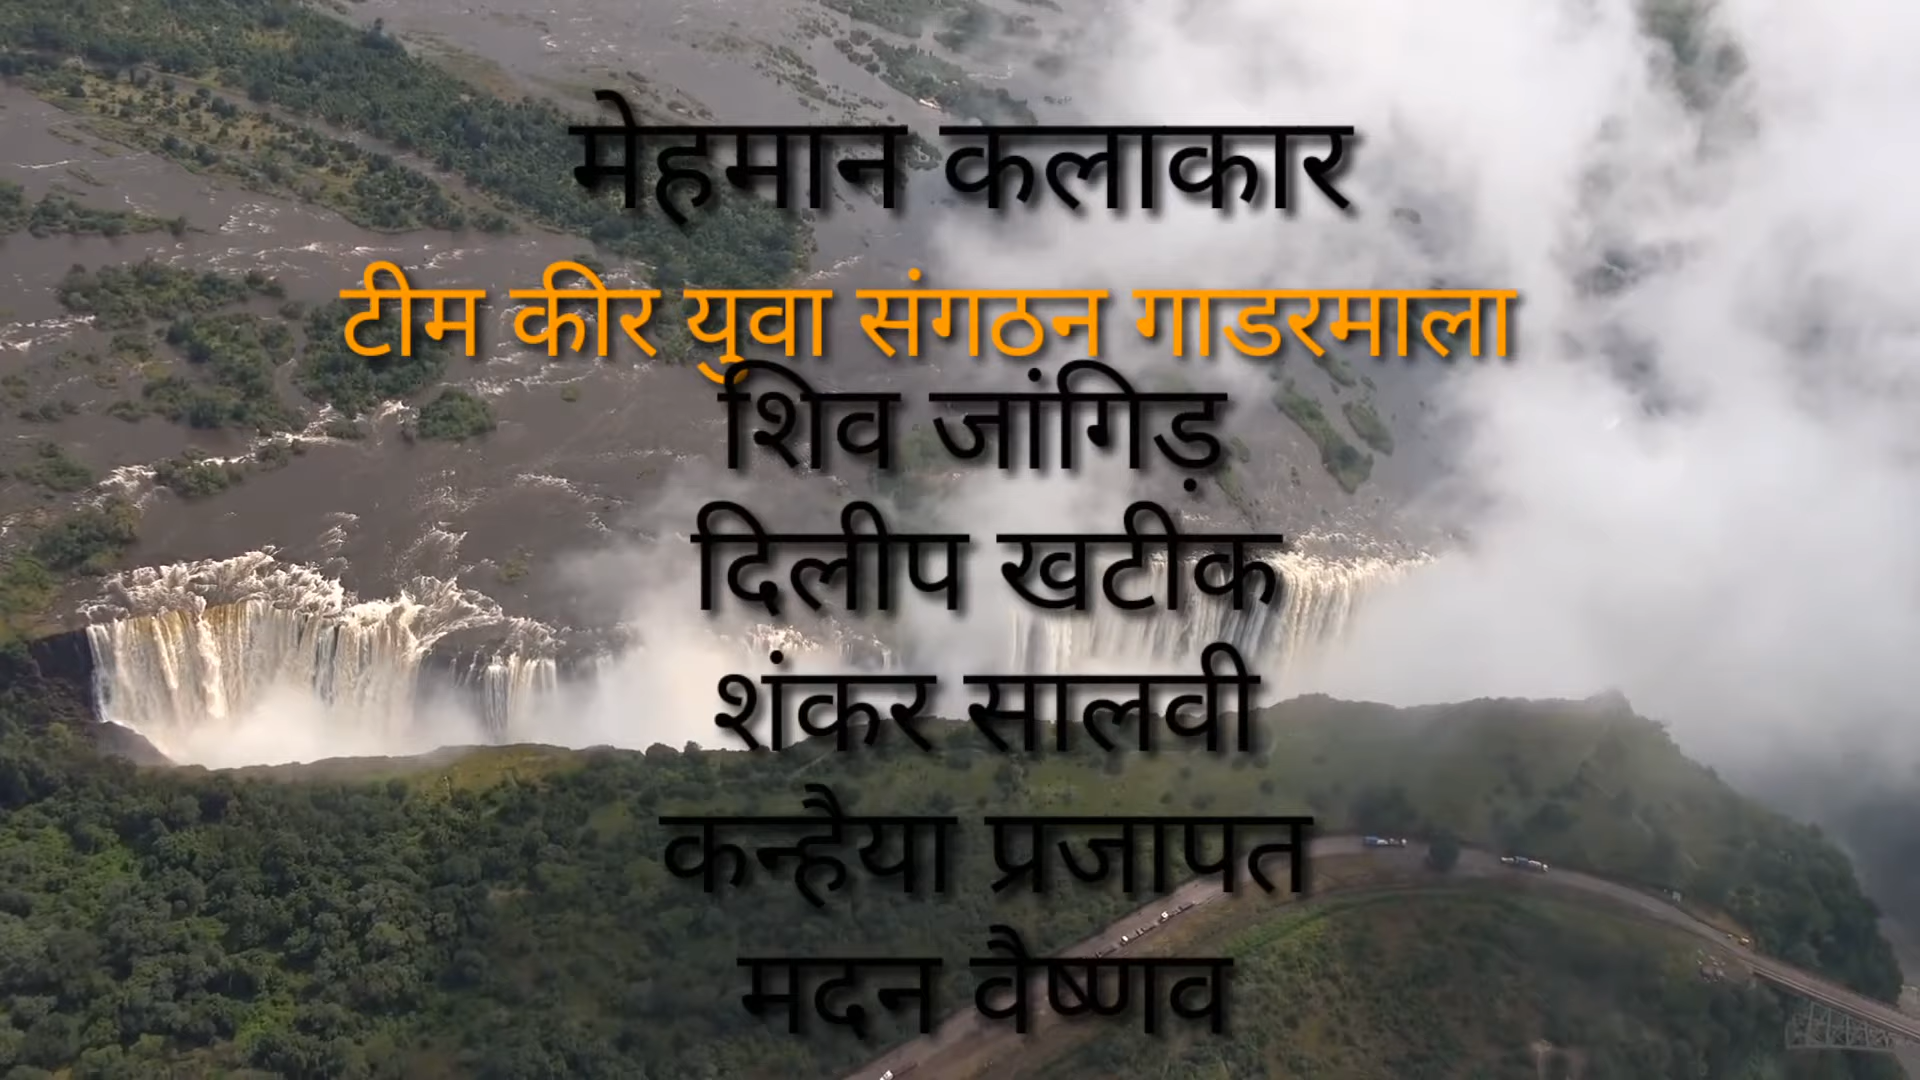 मेहमान कलाकार
टीम कीर युवा संगठन गाडरमाला
शिव जांगिड़
दिलीप खटीक
शंकर सालवी
कन्हैया प्रजापत
मदन वैष्णव